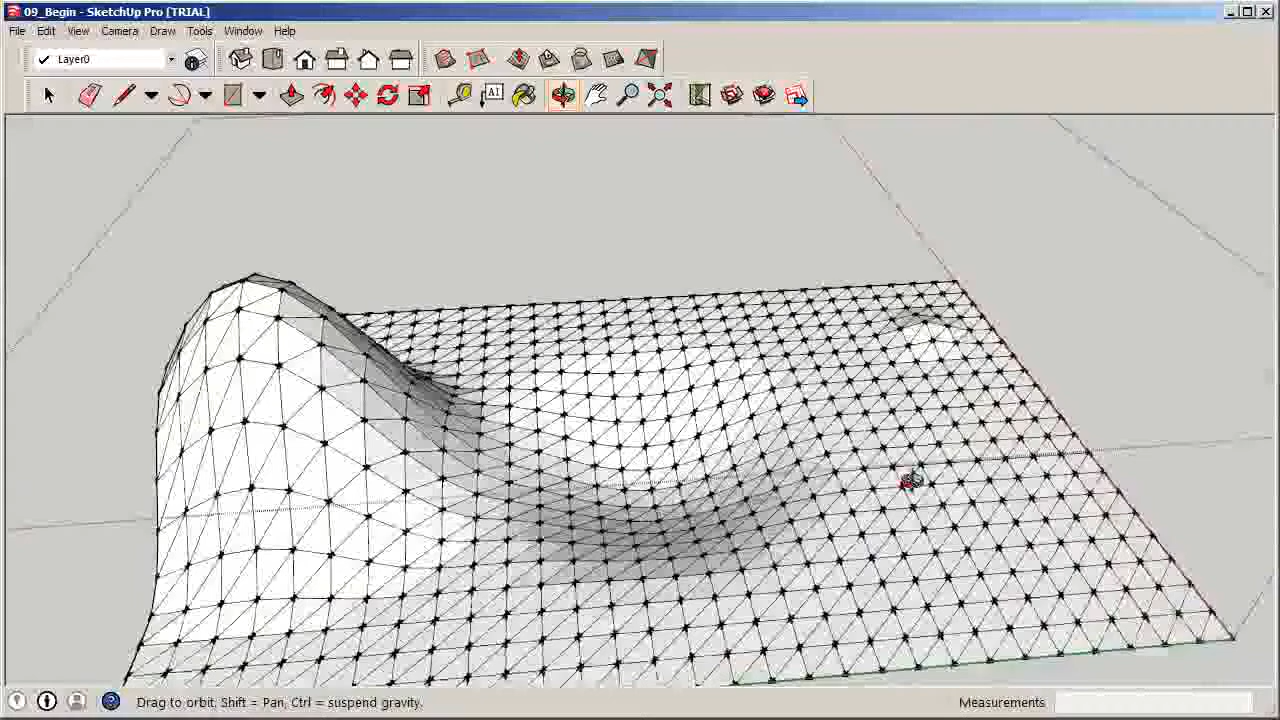 09_Begin - SketchUp Pro [TRIAL]
File Edit View Camera Draw Tools Window Help
Layer0
AI
Drag to orbit. Shift = Pan, Ctrl = suspend gravity.
Measurements